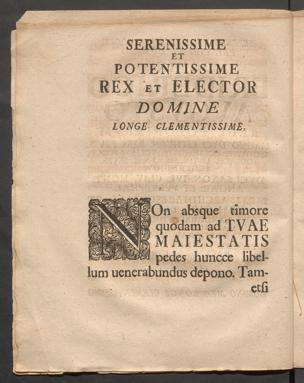 SERENISSIME
ET
POTENTISSIME
REX ET ELECTOR
DOMINE
LONGE CLEMENTISSIME.
NOn absque timore
quodam ad TVAE
MAIESTATIS
pedes huncce libel-
lum uenerabundus depono. Tam-
etsi